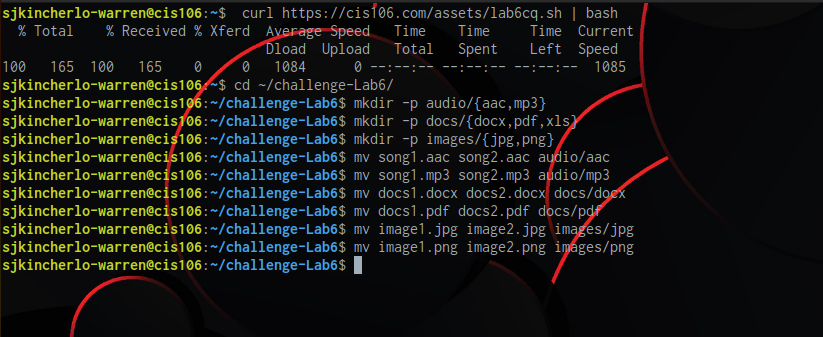 sjkincherlo-warren@cis106:~$  curl https://cis106.com/assets/lab6cq.sh | bash
  % Total    % Received % Xferd  Average Speed   Time    Time     Time  Current
                                 Dload  Upload   Total   Spent    Left  Speed
100   165  100   165    0     0   1084      0 --:--:-- --:--:-- --:--:--  1085
sjkincherlo-warren@cis106:~$ cd ~/challenge-Lab6/
sjkincherlo-warren@cis106:~/challenge-Lab6$ mkdir -p audio/{aac,mp3}
sjkincherlo-warren@cis106:~/challenge-Lab6$ mkdir -p docs/{docx,pdf,xls}
sjkincherlo-warren@cis106:~/challenge-Lab6$ mkdir -p images/{jpg,png}
sjkincherlo-warren@cis106:~/challenge-Lab6$ mv song1.aac song2.aac audio/aac
sjkincherlo-warren@cis106:~/challenge-Lab6$ mv song1.mp3 song2.mp3 audio/mp3
sjkincherlo-warren@cis106:~/challenge-Lab6$ mv docs1.docx docs2.docx docs/docx
sjkincherlo-warren@cis106:~/challenge-Lab6$ mv docs1.pdf docs2.pdf docs/pdf
sjkincherlo-warren@cis106:~/challenge-Lab6$ mv image1.jpg image2.jpg images/jpg
sjkincherlo-warren@cis106:~/challenge-Lab6$ mv image1.png image2.png images/png
sjkincherlo-warren@cis106:~/challenge-Lab6$